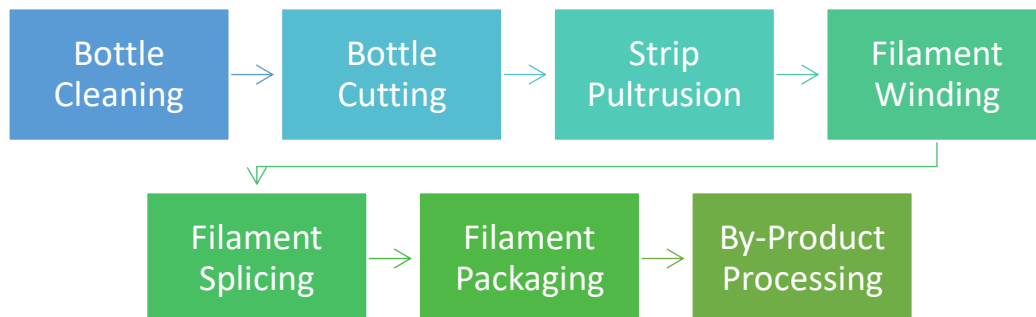 Bottle
Cleaning
Bottle
Cutting
Strip
Pultrusion
Filament
Winding
Filament
Splicing
Filament
Packaging
By-Product
Processing